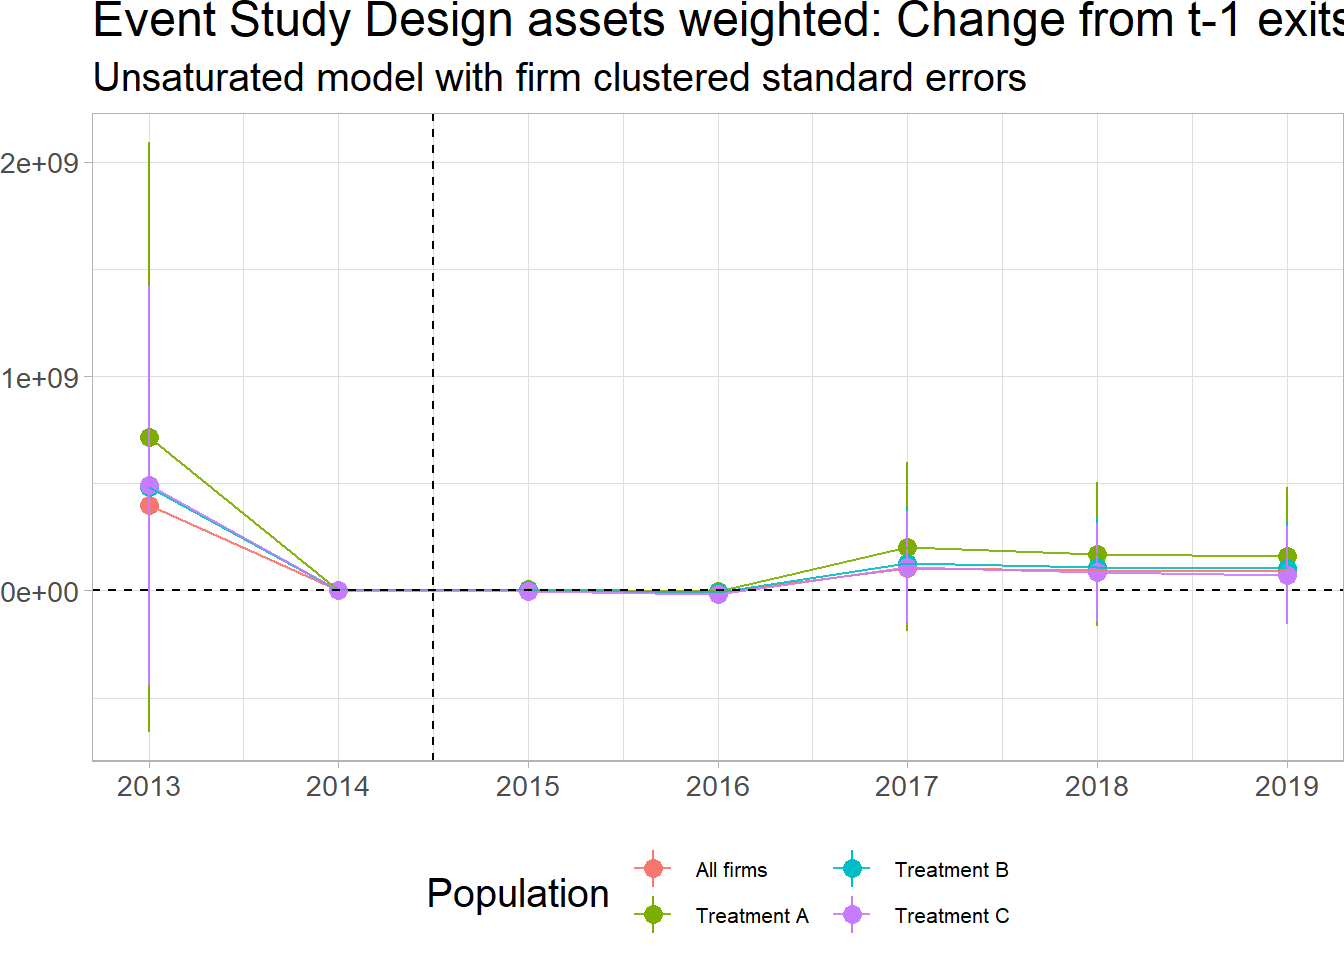 Event Study Design assets weighted: Change from t-1 exits
Unsaturated model with firm clustered standard errors
2e+09
1e+09
0e+00
2013 2014 2015 2016 2017 2018 2019
Population
All firms
Treatment A
Treatment B
Treatment C